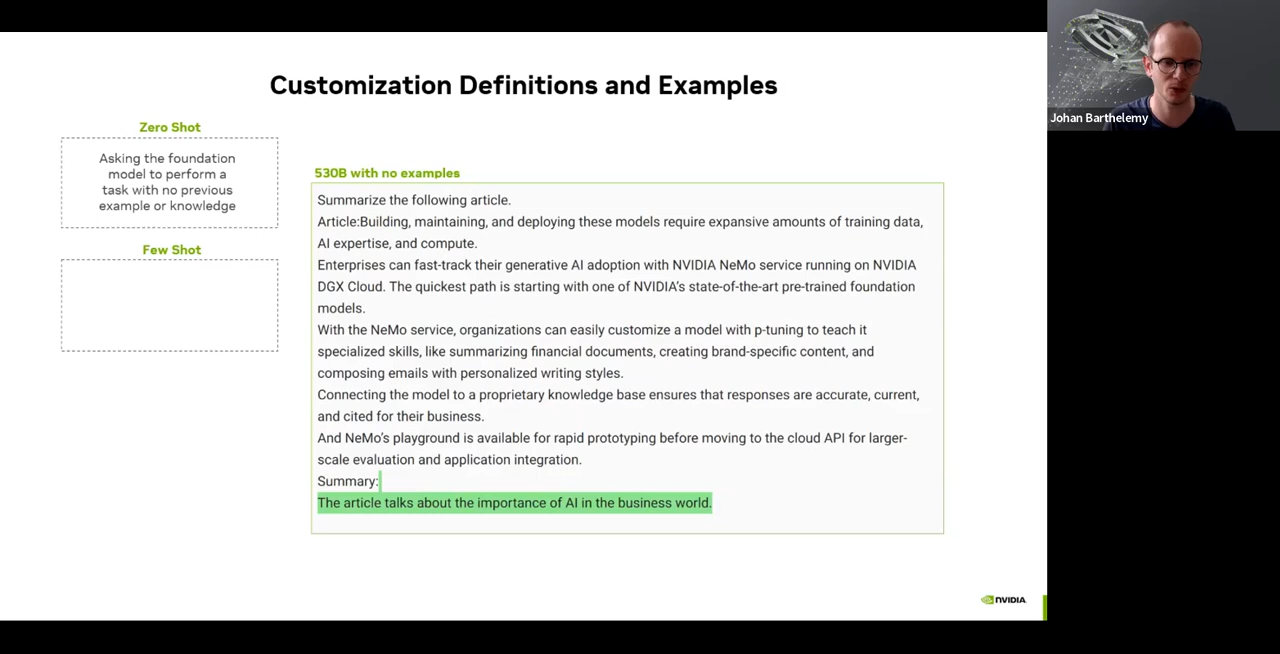 Customization Definitions and Examples
Zero Shot
Asking the foundation
model to perform a
task with no previous
example or knowledge
Few Shot
530B with no examples
Summarize the following article.
Article:Building, maintaining, and deploying these models require expansive amounts of training data,
AI expertise, and compute.
Enterprises can fast-track their generative AI adoption with NVIDIA NeMo service running on NVIDIA
DGX Cloud. The quickest path is starting with one of NVIDIA's state-of-the-art pre-trained foundation
models.
With the NeMo service, organizations can easily customize a model with p-tuning to teach it
specialized skills, like summarizing financial documents, creating brand-specific content, and
composing emails with personalized writing styles.
Connecting the model to a proprietary knowledge base ensures that responses are accurate, current,
and cited for their business.
And NeMo's playground is available for rapid prototyping before moving to the cloud API for larger-
scale evaluation and application integration.
Summary:
The article talks about the importance of AI in the business world.
NVIDIA
Johan Barthelemy